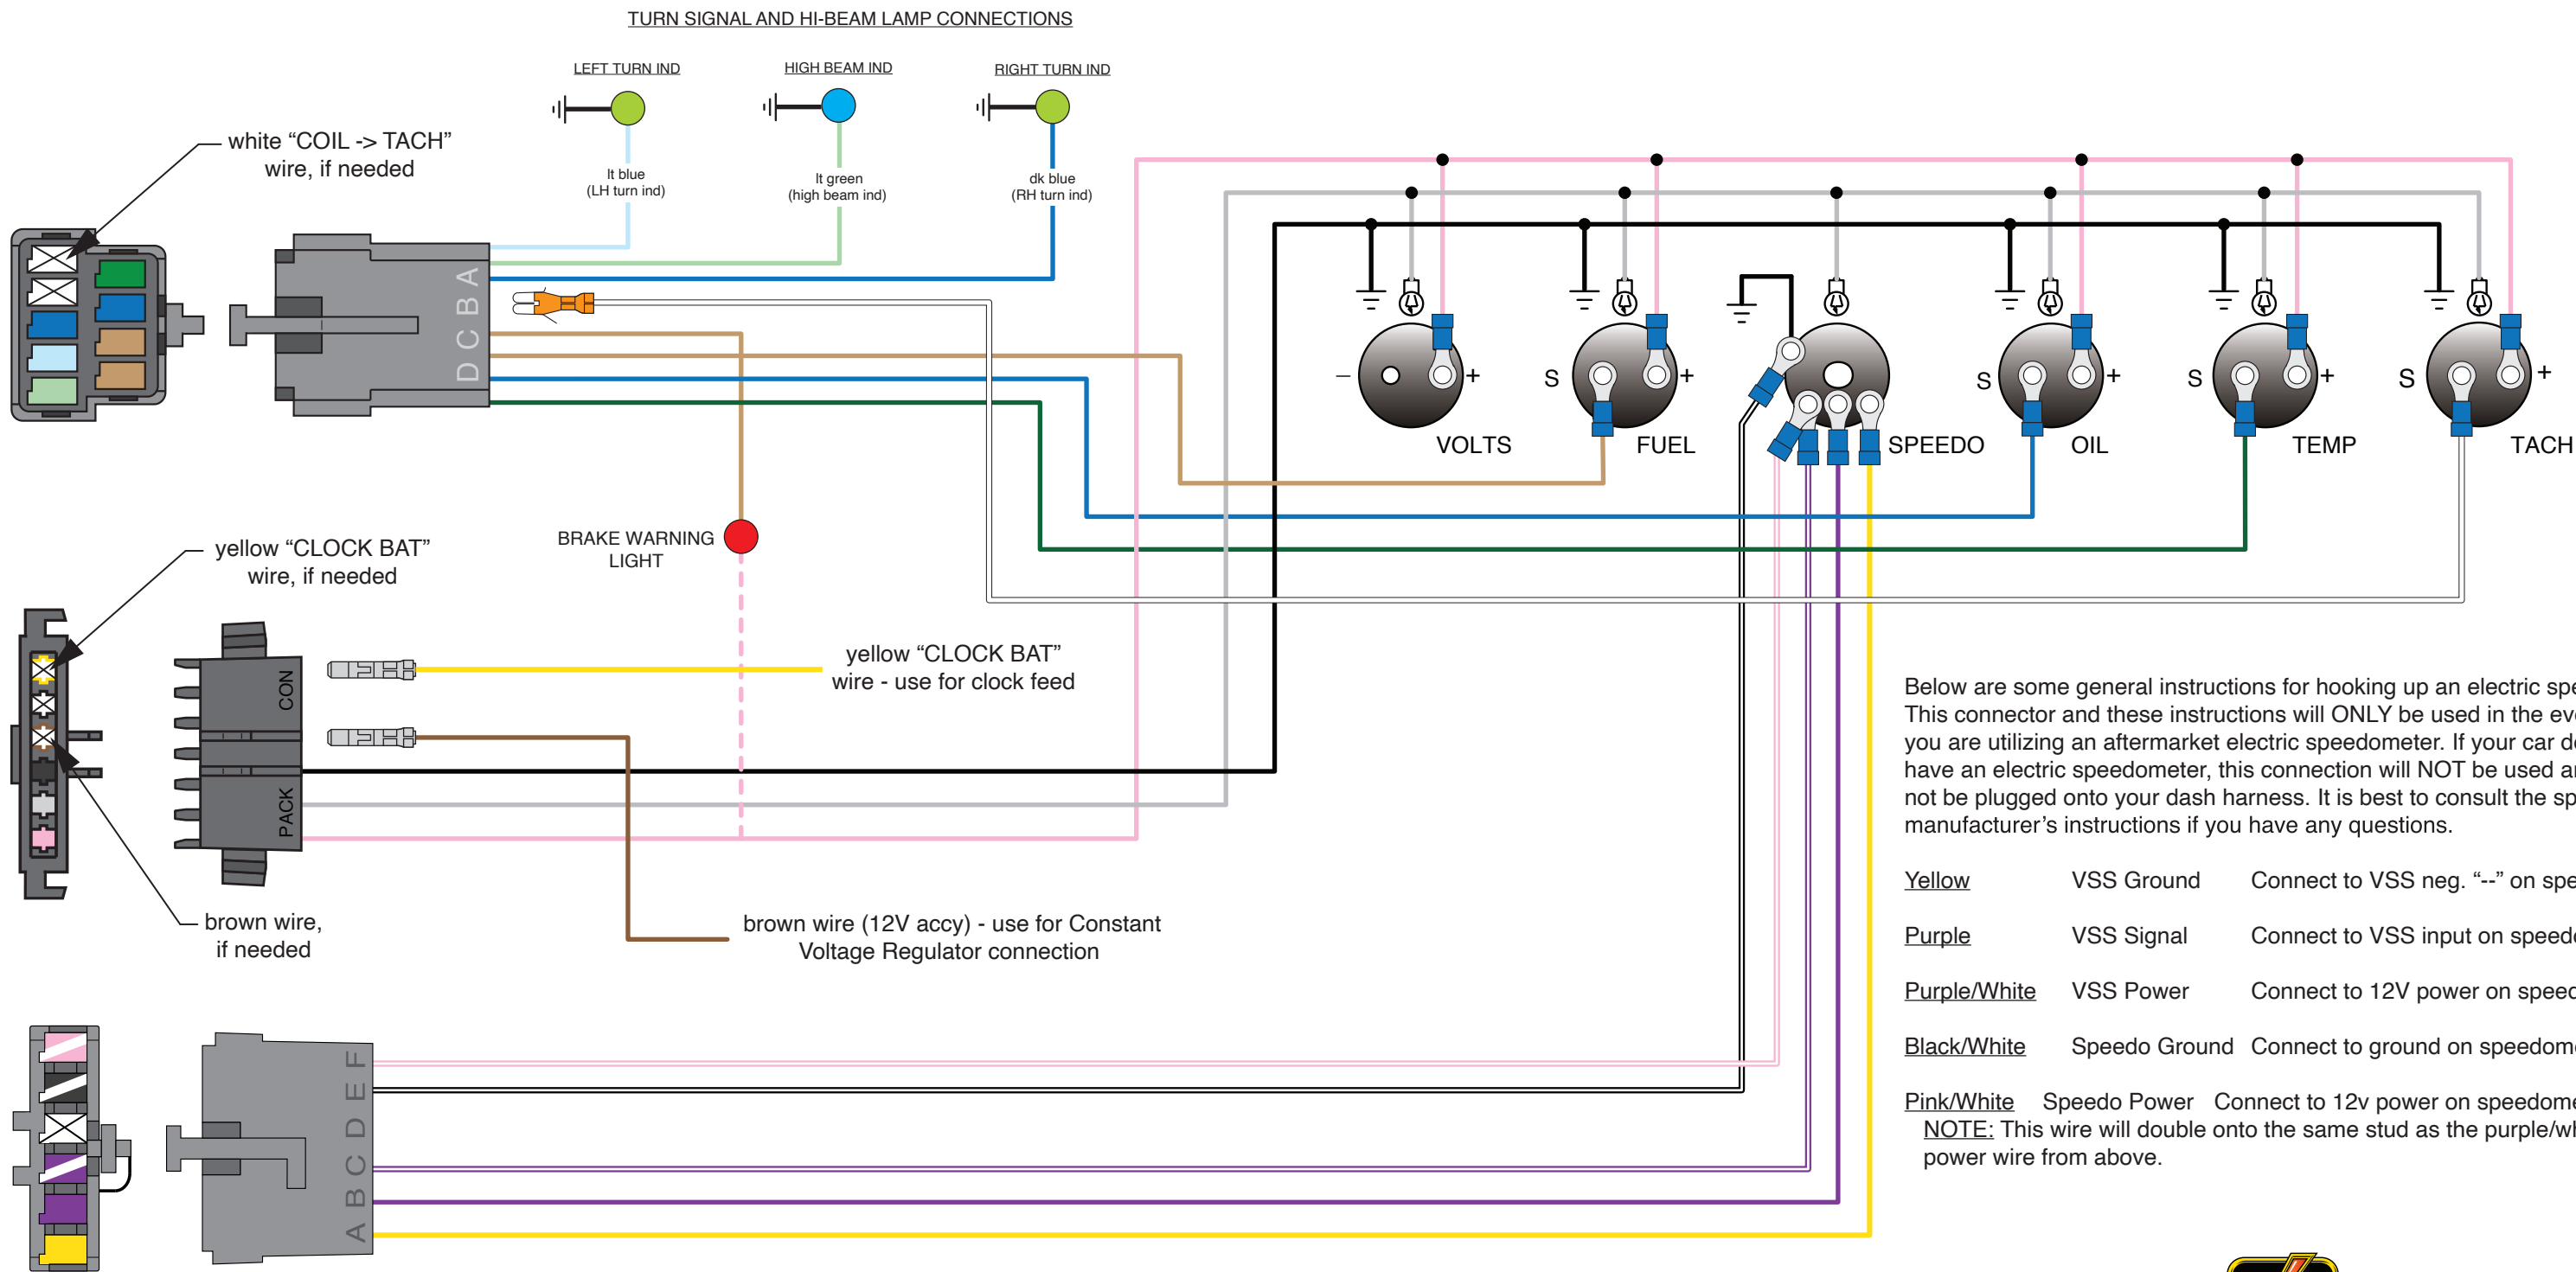 TURN SIGNAL AND HI-BEAM LAMP CONNECTIONS
LEFT TURN IND
HIGH BEAM IND
RIGHT TURN IND
white “COIL -> TACH”
wire, if needed
lt blue
(LH turn ind)
lt green
(high beam ind)
dk blue
(RH turn ind)
D C B A
–
+
VOLTS
S
+
FUEL
SPEEDO
S
+
OIL
S
+
TEMP
S
+
TACH
BRAKE WARNING
LIGHT
yellow “CLOCK BAT”
wire, if needed
CON
PACK
yellow “CLOCK BAT”
wire - use for clock feed
brown wire,
if needed
brown wire (12V accy) - use for Constant
Voltage Regulator connection
A B C D E F
Below are some general instructions for hooking up an electric
This connector and these instructions will ONLY be used in the
you are utilizing an aftermarket electric speedometer. If your car
have an electric speedometer, this connection will NOT be used
not be plugged onto your dash harness. It is best to consult the
manufacturer’s instructions if you have any questions.
Yellow VSS Ground Connect to VSS neg. “--” on
Purple VSS Signal Connect to VSS input on
Purple/White VSS Power Connect to 12V power on
Black/White Speedo Ground Connect to ground on
Pink/White Speedo Power Connect to 12v power on
NOTE: This wire will double onto the same stud as the
power wire from above.